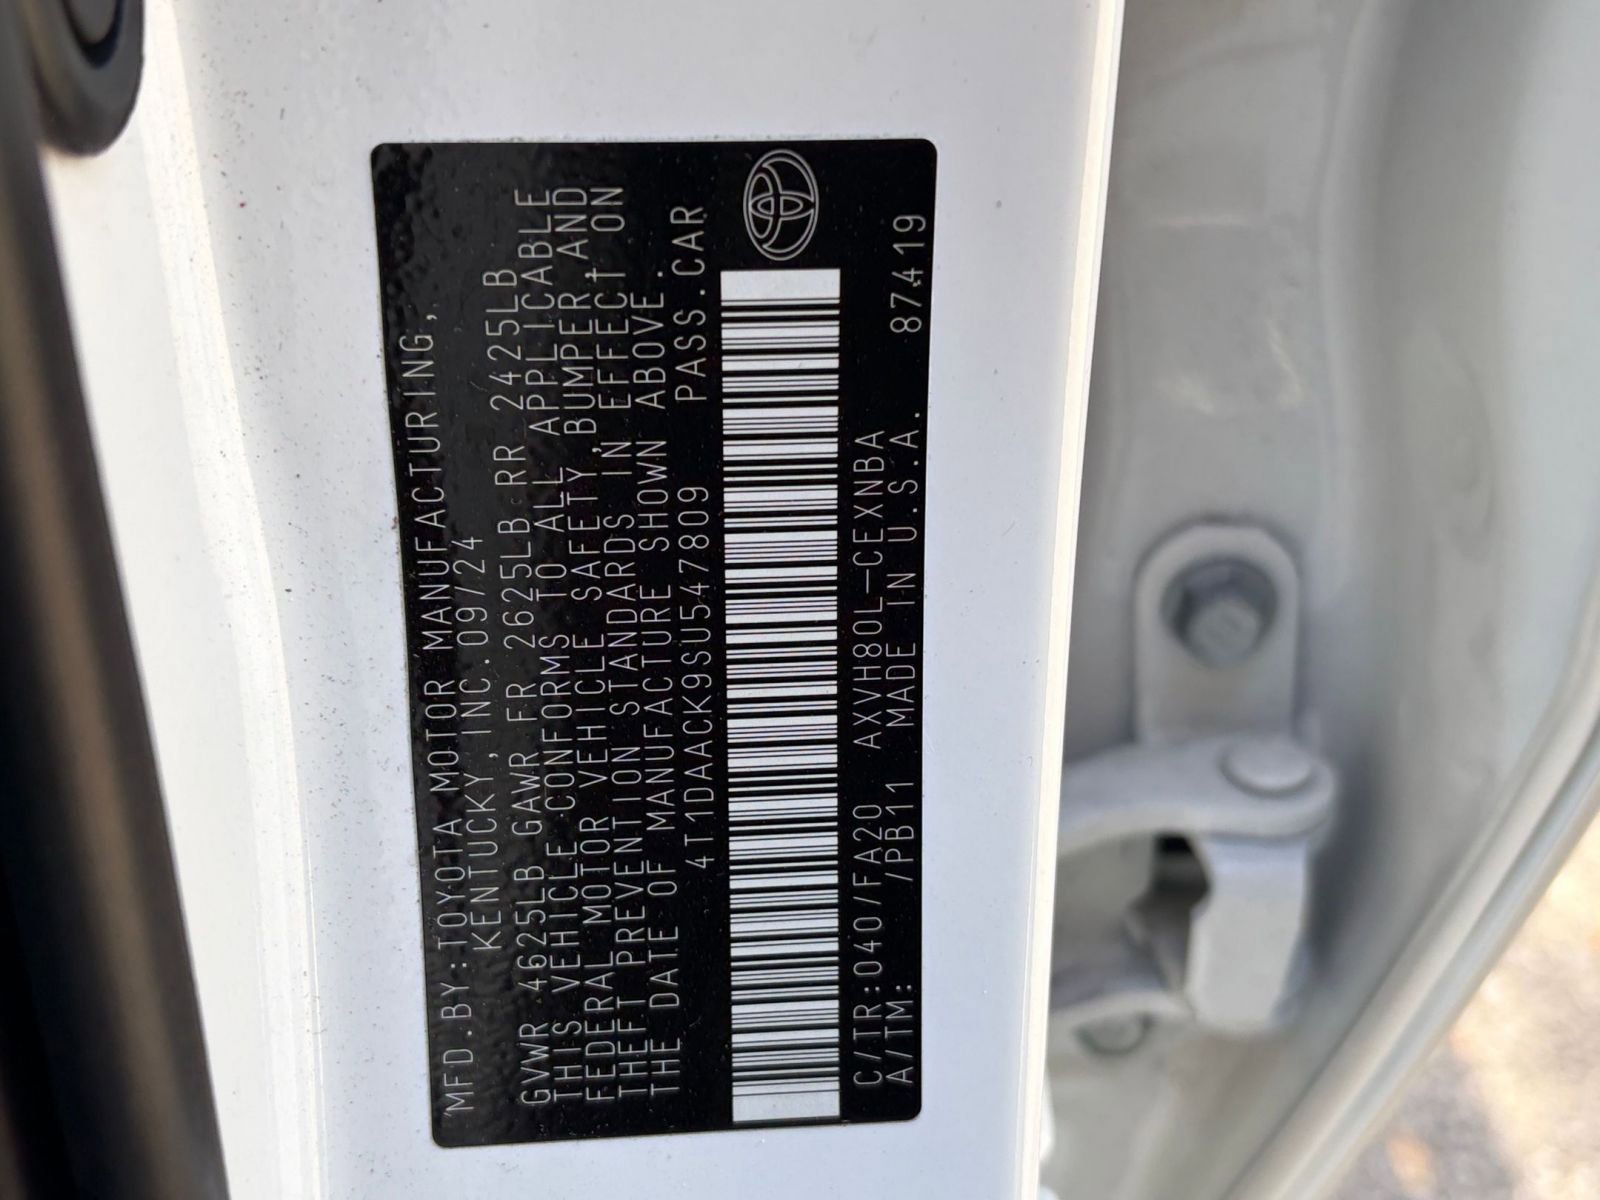 MFD.BY:TOYOTA MOTOR MANUFACTURING,
KENTUCKY,INC.09/24
GVWR 4625LB GAWR FR 2625LB RR 2425LB
THIS VEHICLE CONFORMS TO ALL APPLICABLE
FEDERAL MOTOR VEHICLE SAFETY,BUMPER,AND
THEFT PREVENTION STANDARDS IN EFFECT ON
THE DATE OF MANUFACTURE SHOWN ABOVE.
4T1DAACK9SU547809 PASS.CAR
C/TR:040/FA20 AXVH80L-CEXNBA 87419
A/TM: /PB11 MADE IN U.S.A.